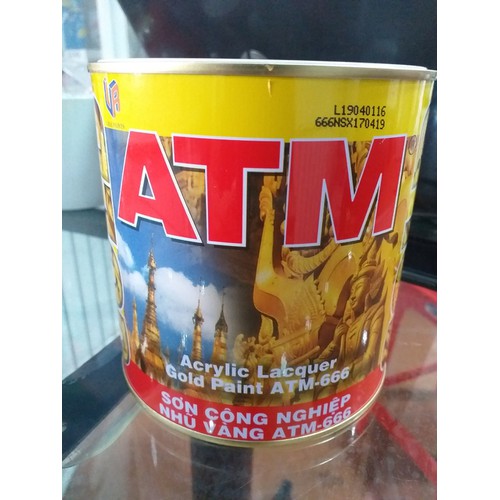 L19040116
666NSX170419
ATM
Acrylic Lacquer
Gold Paint ATM-666
SƠN CÔNG NGHIỆP
NHŨ VÀNG ATM-666